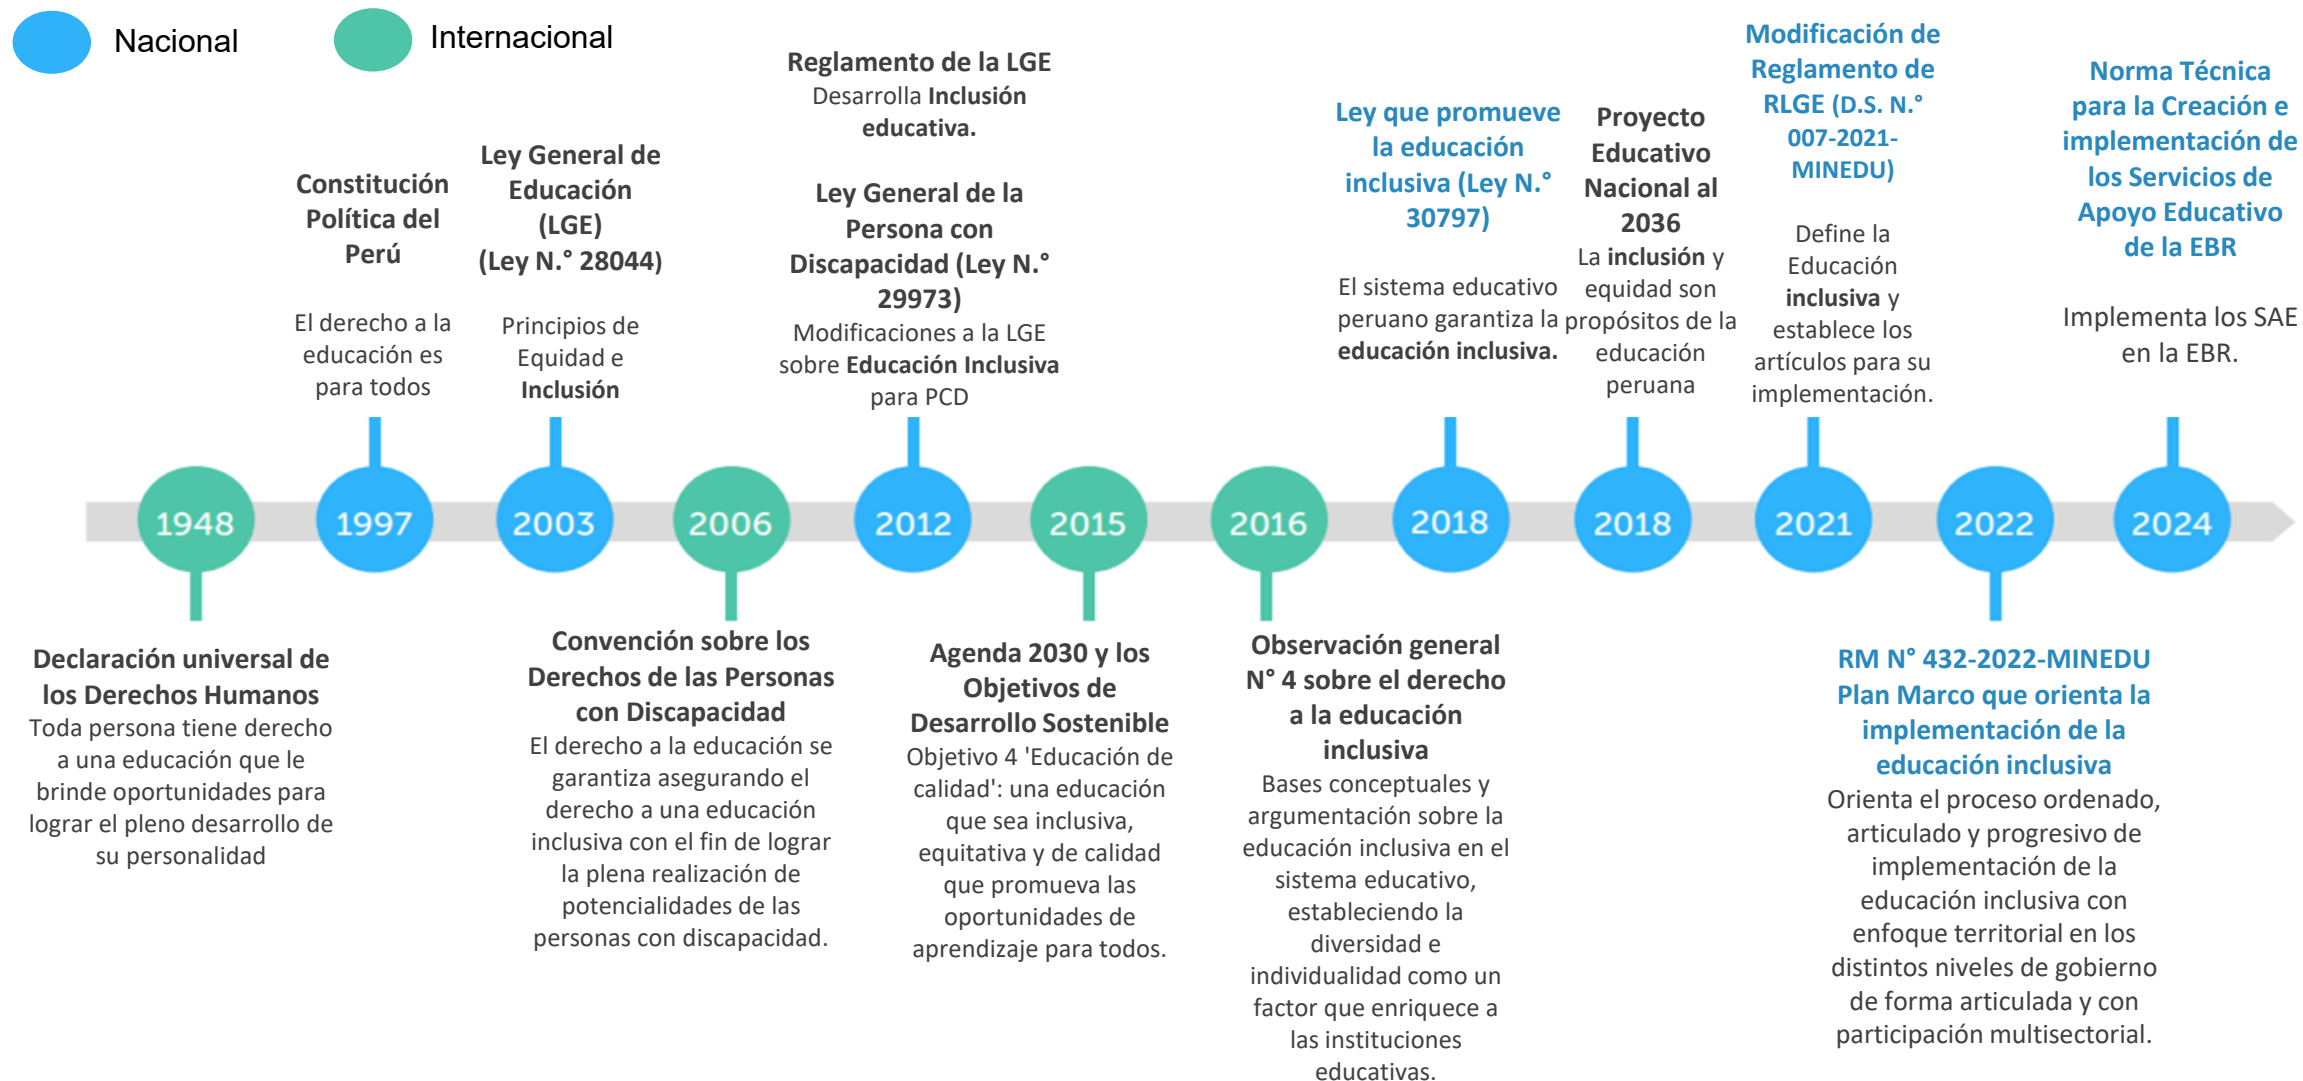 Nacional
Internacional
Constitución
Política del
Perú
El derecho a la
educación es
para todos
Ley General de
Educación
(LGE)
(Ley N.° 28044)
Principios de
Equidad e
Inclusión
Reglamento de la LGE
Desarrolla Inclusión
educativa.
Ley General de la
Persona con
Discapacidad (Ley N.°
29973)
Modificaciones a la LGE
sobre Educación Inclusiva
para PCD
Ley que promueve
la educación
inclusiva (Ley N.°
30797)
El sistema educativo
peruano garantiza la
educación inclusiva.
Proyecto
Educativo
Nacional al
2036
La inclusión y
equidad son
propósitos de la
educación
peruana
Modificación de
Reglamento de
RLGE (D.S. N.°
007-2021-
MINEDU)
Define la
Educación
inclusiva y
establece los
artículos para su
implementación.
Norma Técnica
para la Creación e
implementación de
los Servicios de
Apoyo Educativo
de la EBR
Implementa los SAE
en la EBR.
1948
1997
2003
2006
2012
2015
2016
2018
2018
2021
2022
2024
Declaración universal de
los Derechos Humanos
Toda persona tiene derecho
a una educación que le
brinde oportunidades para
lograr el pleno desarrollo de
su personalidad
Convención sobre los
Derechos de las Personas
con Discapacidad
El derecho a la educación se
garantiza asegurando el
derecho a una educación
inclusiva con el fin de lograr
la plena realización de
potencialidades de las
personas con discapacidad.
Agenda 2030 y los
Objetivos de
Desarrollo Sostenible
Objetivo 4 'Educación de
calidad': una educación
que sea inclusiva,
equitativa y de calidad
que promueva las
oportunidades de
aprendizaje para todos.
Observación general
N° 4 sobre el derecho
a la educación
inclusiva
Bases conceptuales y
argumentación sobre la
educación inclusiva en el
sistema educativo,
estableciendo la
diversidad e
individualidad como un
factor que enriquece a
las instituciones
educativas.
RM N° 432-2022-MINEDU
Plan Marco que orienta la
implementación de la
educación inclusiva
Orienta el proceso ordenado,
articulado y progresivo de
implementación de la
educación inclusiva con
enfoque territorial en los
distintos niveles de gobierno
de forma articulada y con
participación multisectorial.